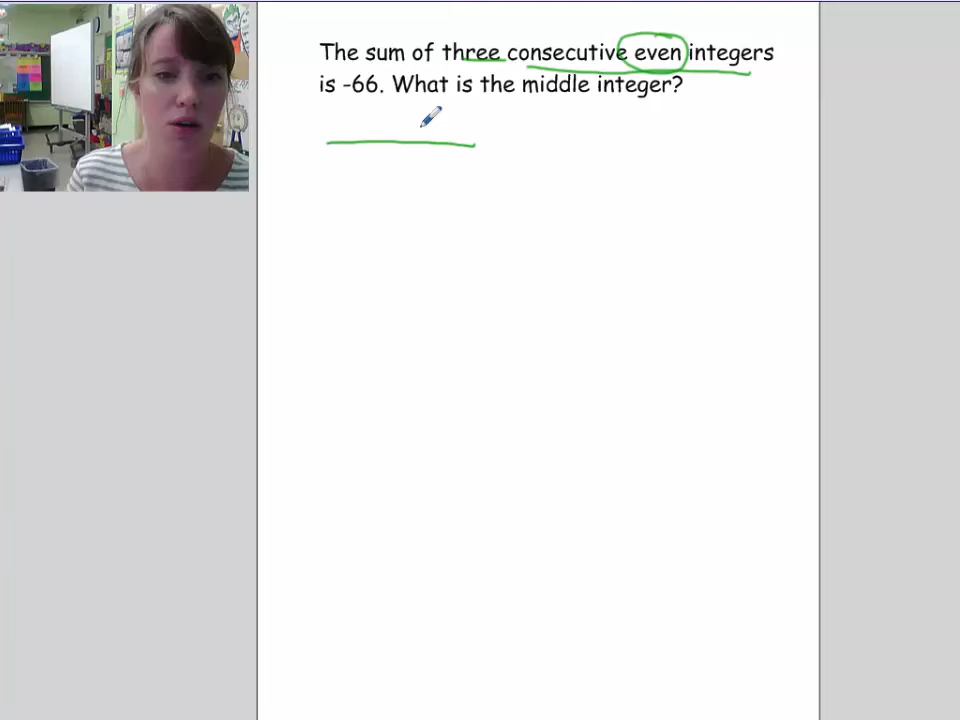 The sum of three consecutive even integers
is -66. What is the middle integer?